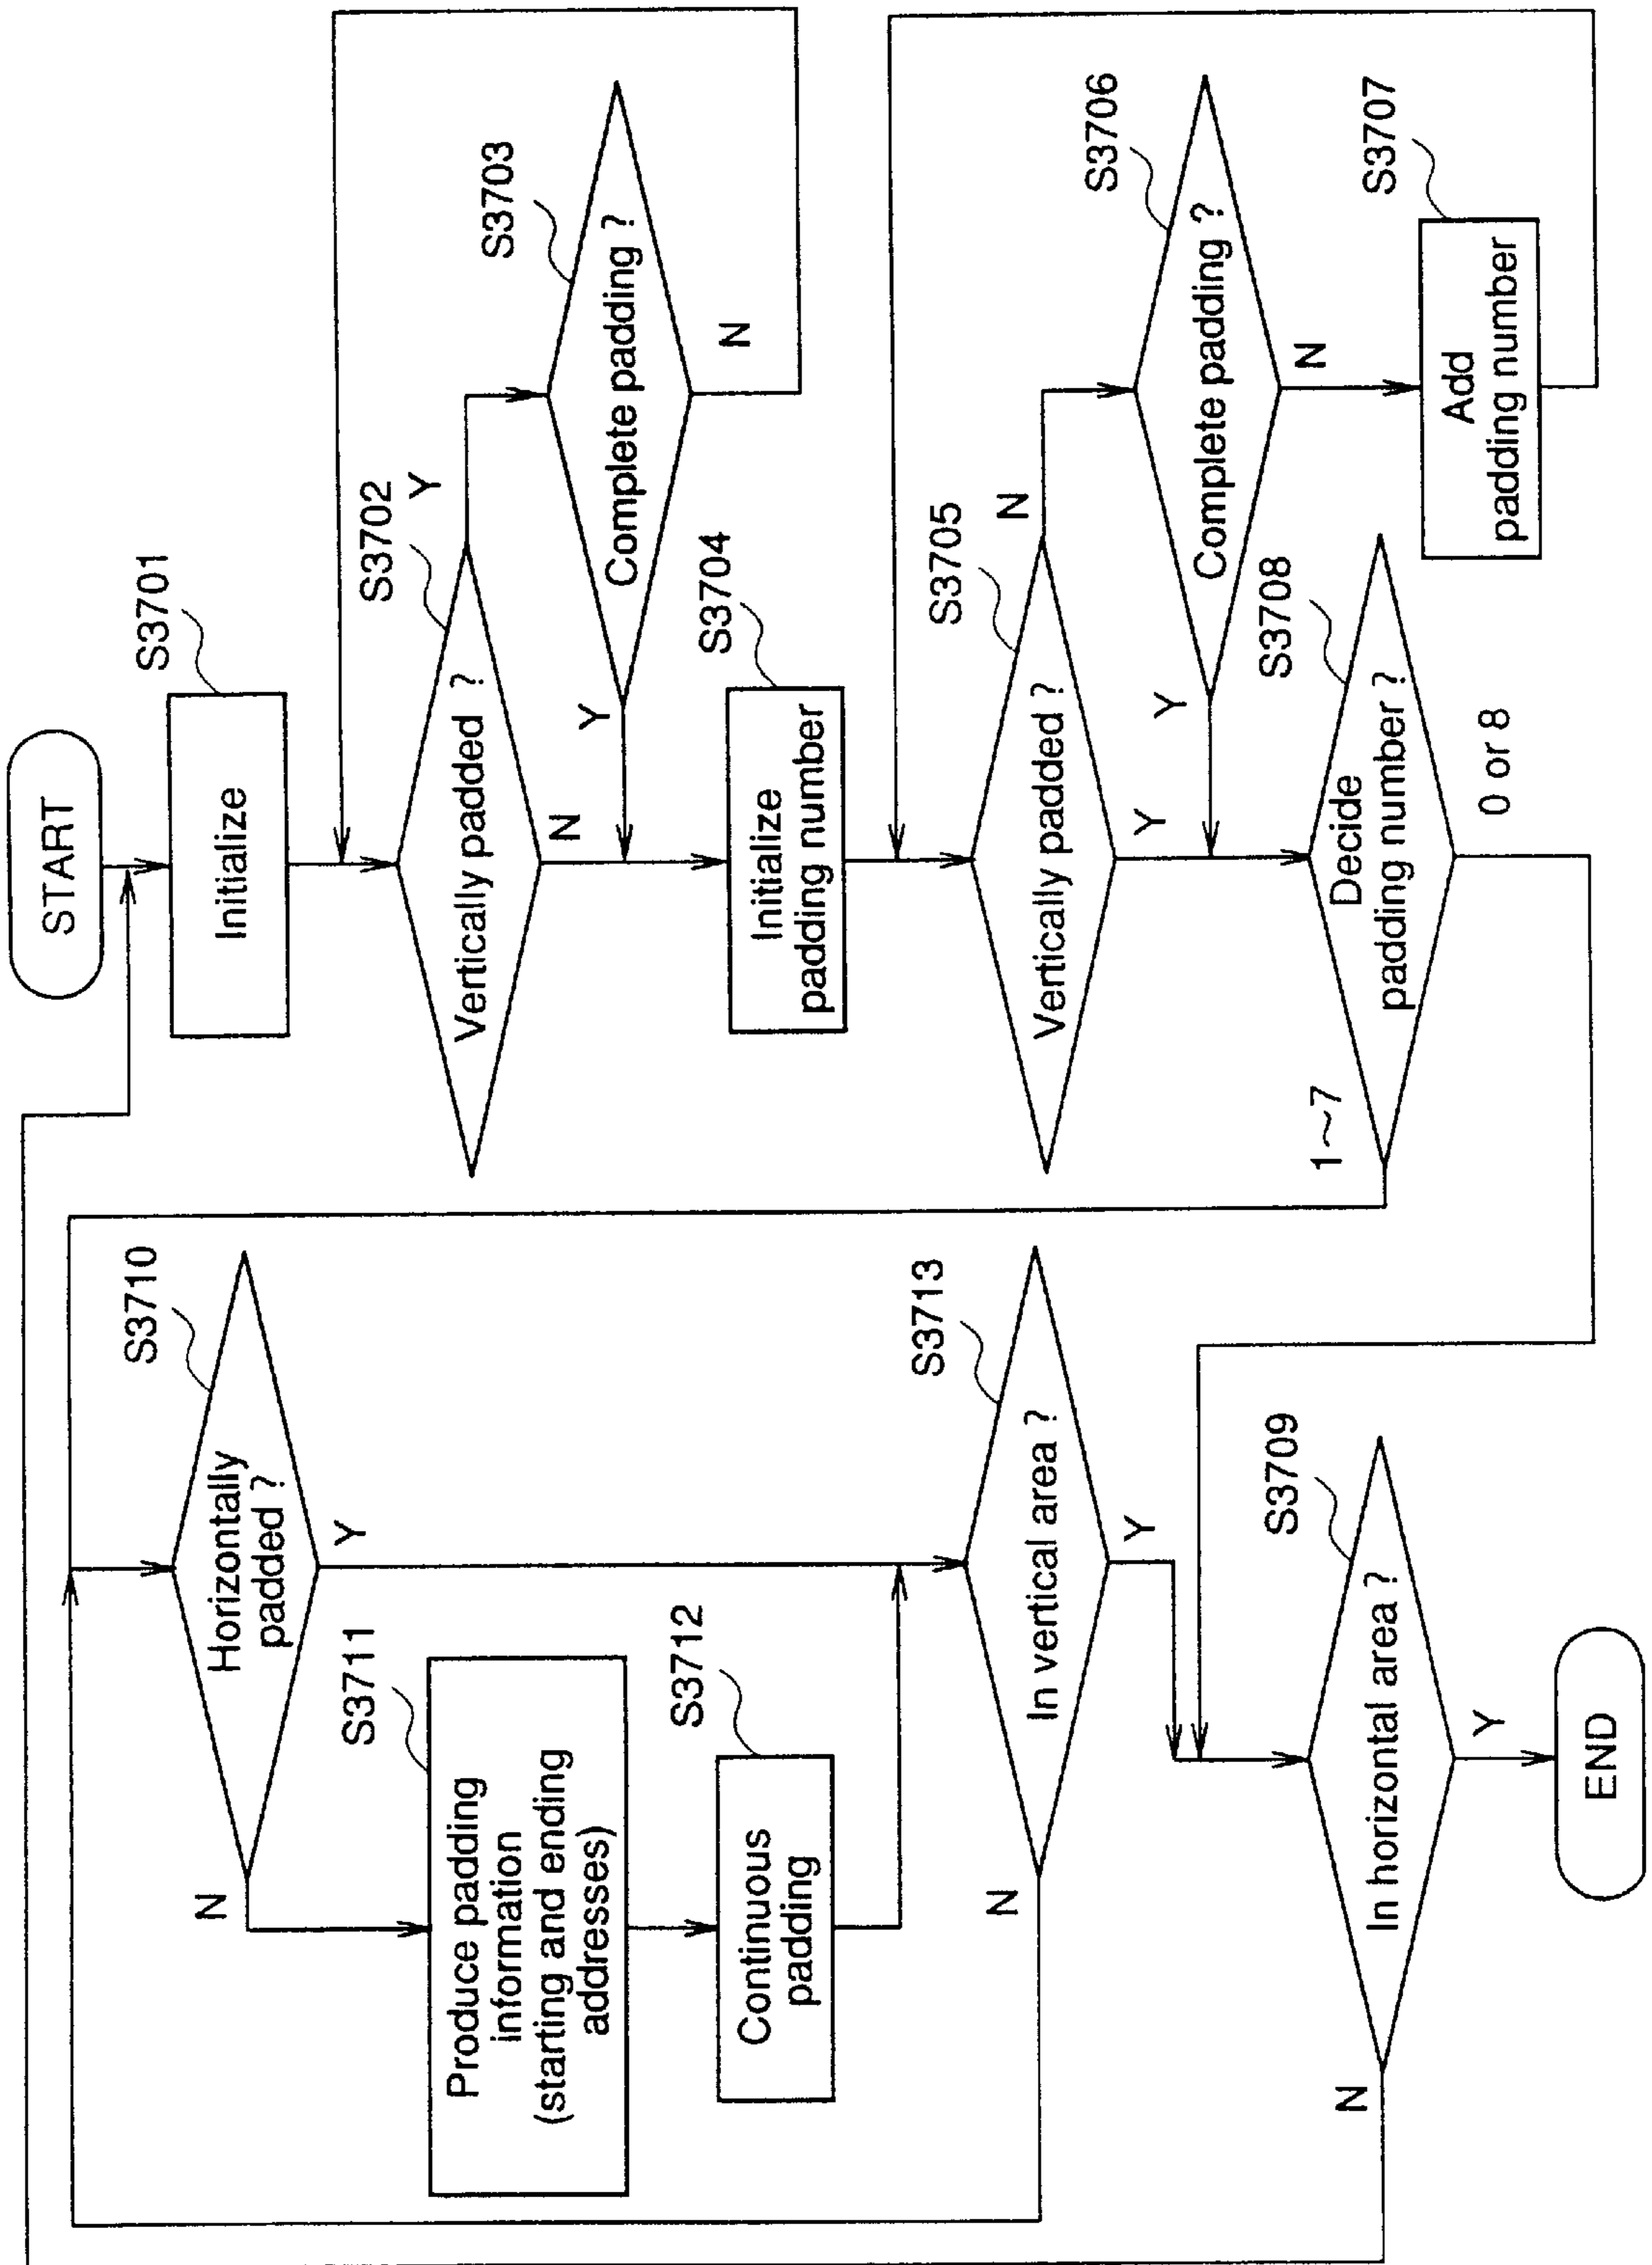 START
S3701
Initialize
S3702
Vertically padded ?
Y
N
S3703
Complete padding ?
Y
N
S3704
Initialize
padding number
S3705
Vertically padded ?
N
Y
S3706
Complete padding ?
Y
N
S3707
Add
padding number
S3708
Decide
padding number ?
1~7
0 or 8
S3710
Horizontally
padded ?
N
Y
S3711
Produce padding
information
(starting and ending
addresses)
S3712
Continuous
padding
S3713
In vertical area ?
N
Y
S3709
In horizontal area ?
N
Y
END